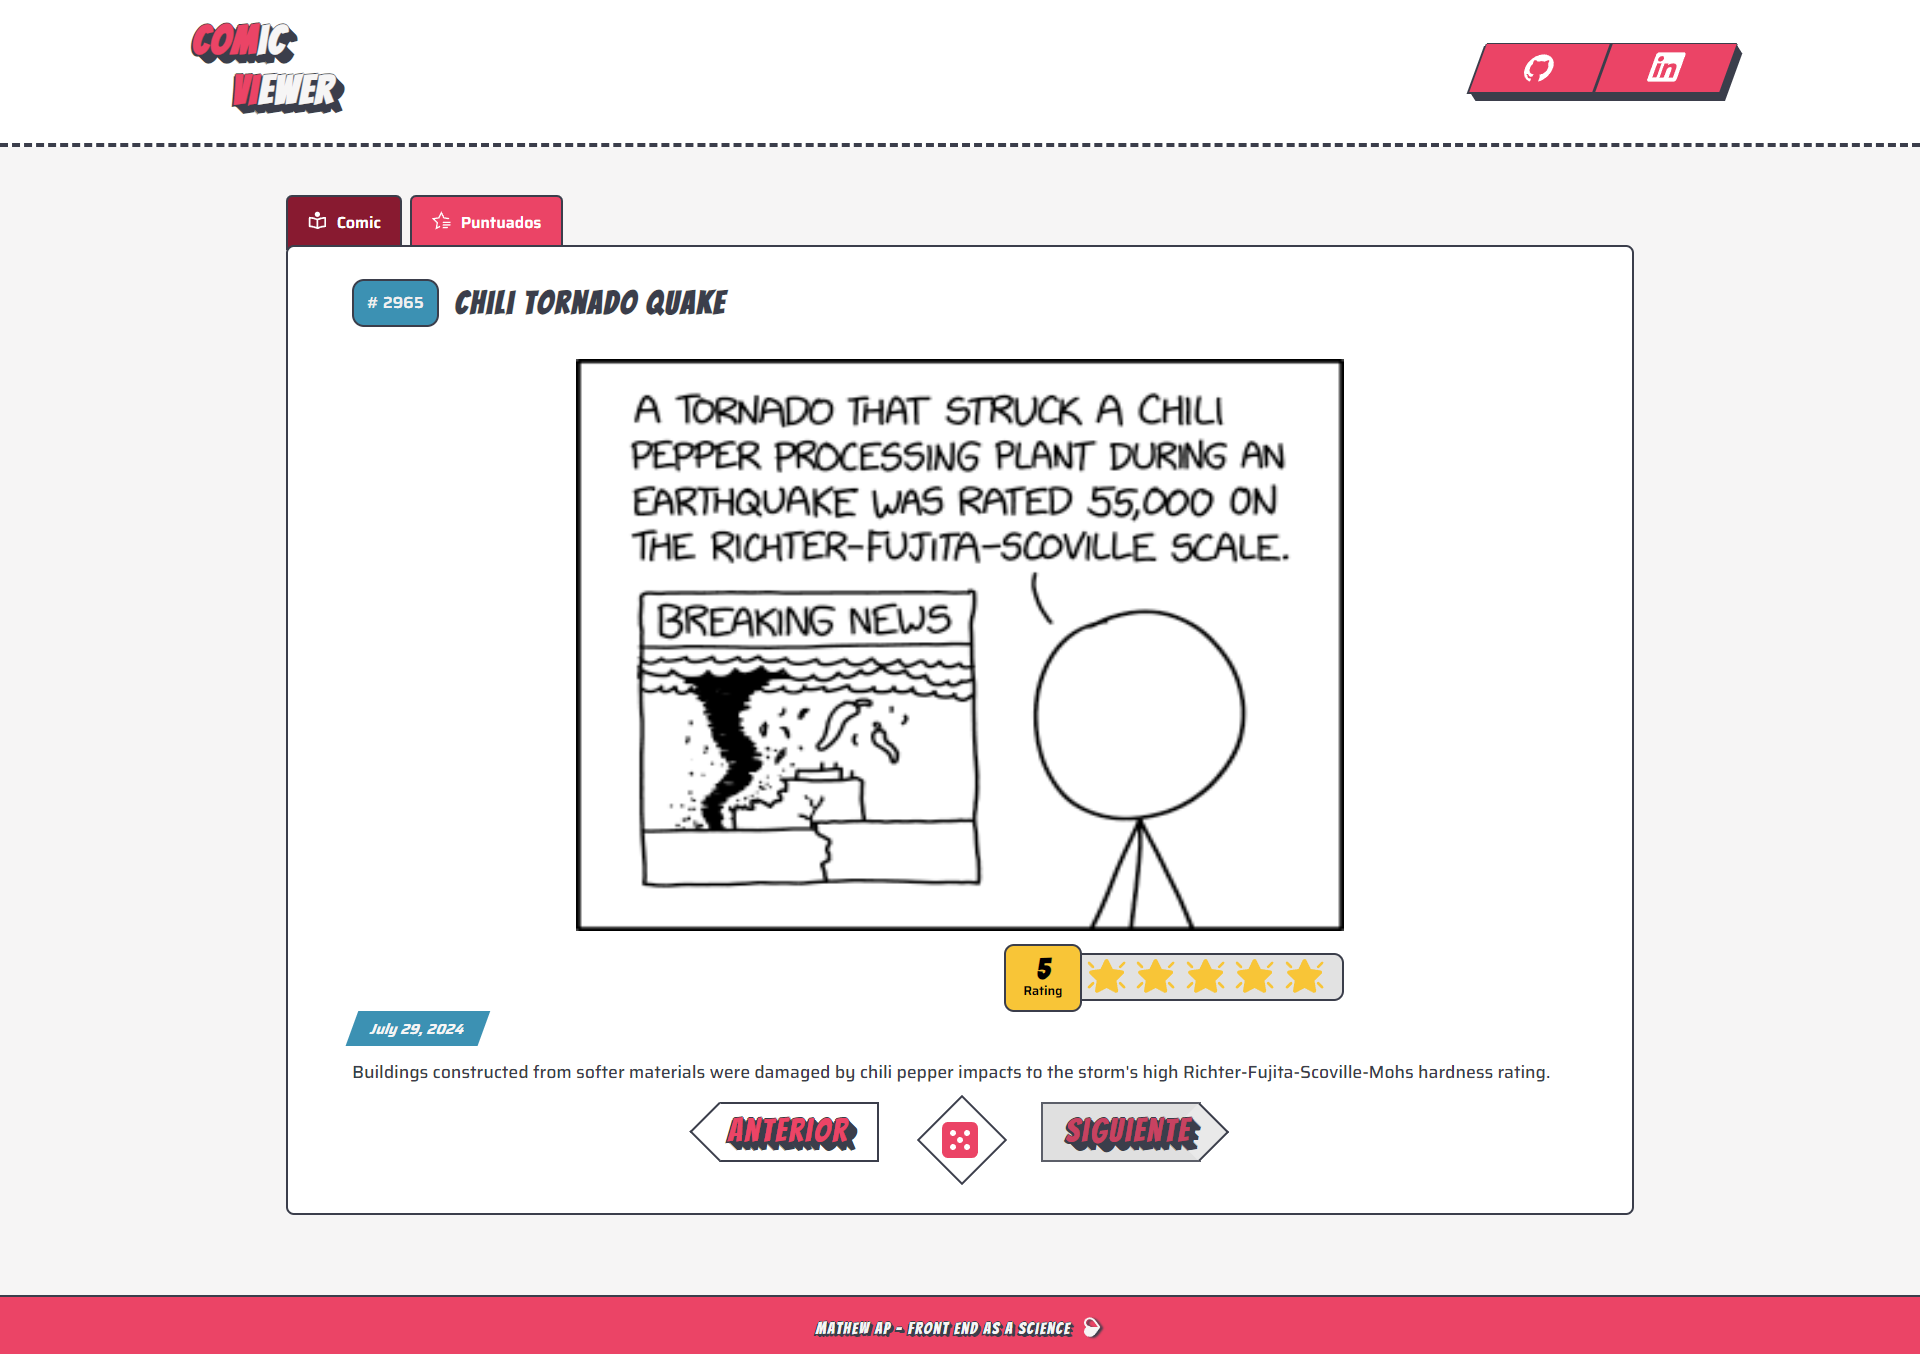 COMIC
VIEWER
in
Comic
Puntuados
# 2965
CHILI TORNADO QUAKE
A TORNADO THAT STRUCK A CHILI
PEPPER PROCESSING PLANT DURING AN
EARTHQUAKE WAS RATED 55,000 ON
THE RICHTER-FUJITA-SCOVILLE SCALE.
BREAKING NEWS
5
Rating
July 29, 2024
Buildings constructed from softer materials were damaged by chili pepper impacts to the storm's high Richter-Fujita-Scoville-Mohs hardness rating.
ANTERIOR
SIGUIENTE
MATHEW AP - FRONT END AS A SCIENCE